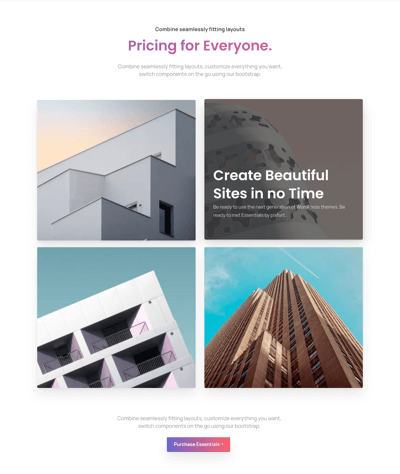 Combine seamlessly fitting layouts
Pricing for Everyone.
Combine seamlessly fitting layouts, customize everything you want,
switch components on the go using our bootstrap.
Create Beautiful
Sites in no Time
Be ready to use the next generation of themes. Be
ready to met Essentials by pixfort.
Combine seamlessly fitting layouts, customize everything you want,
switch components on the go using our bootstrap.
Purchase Essentials